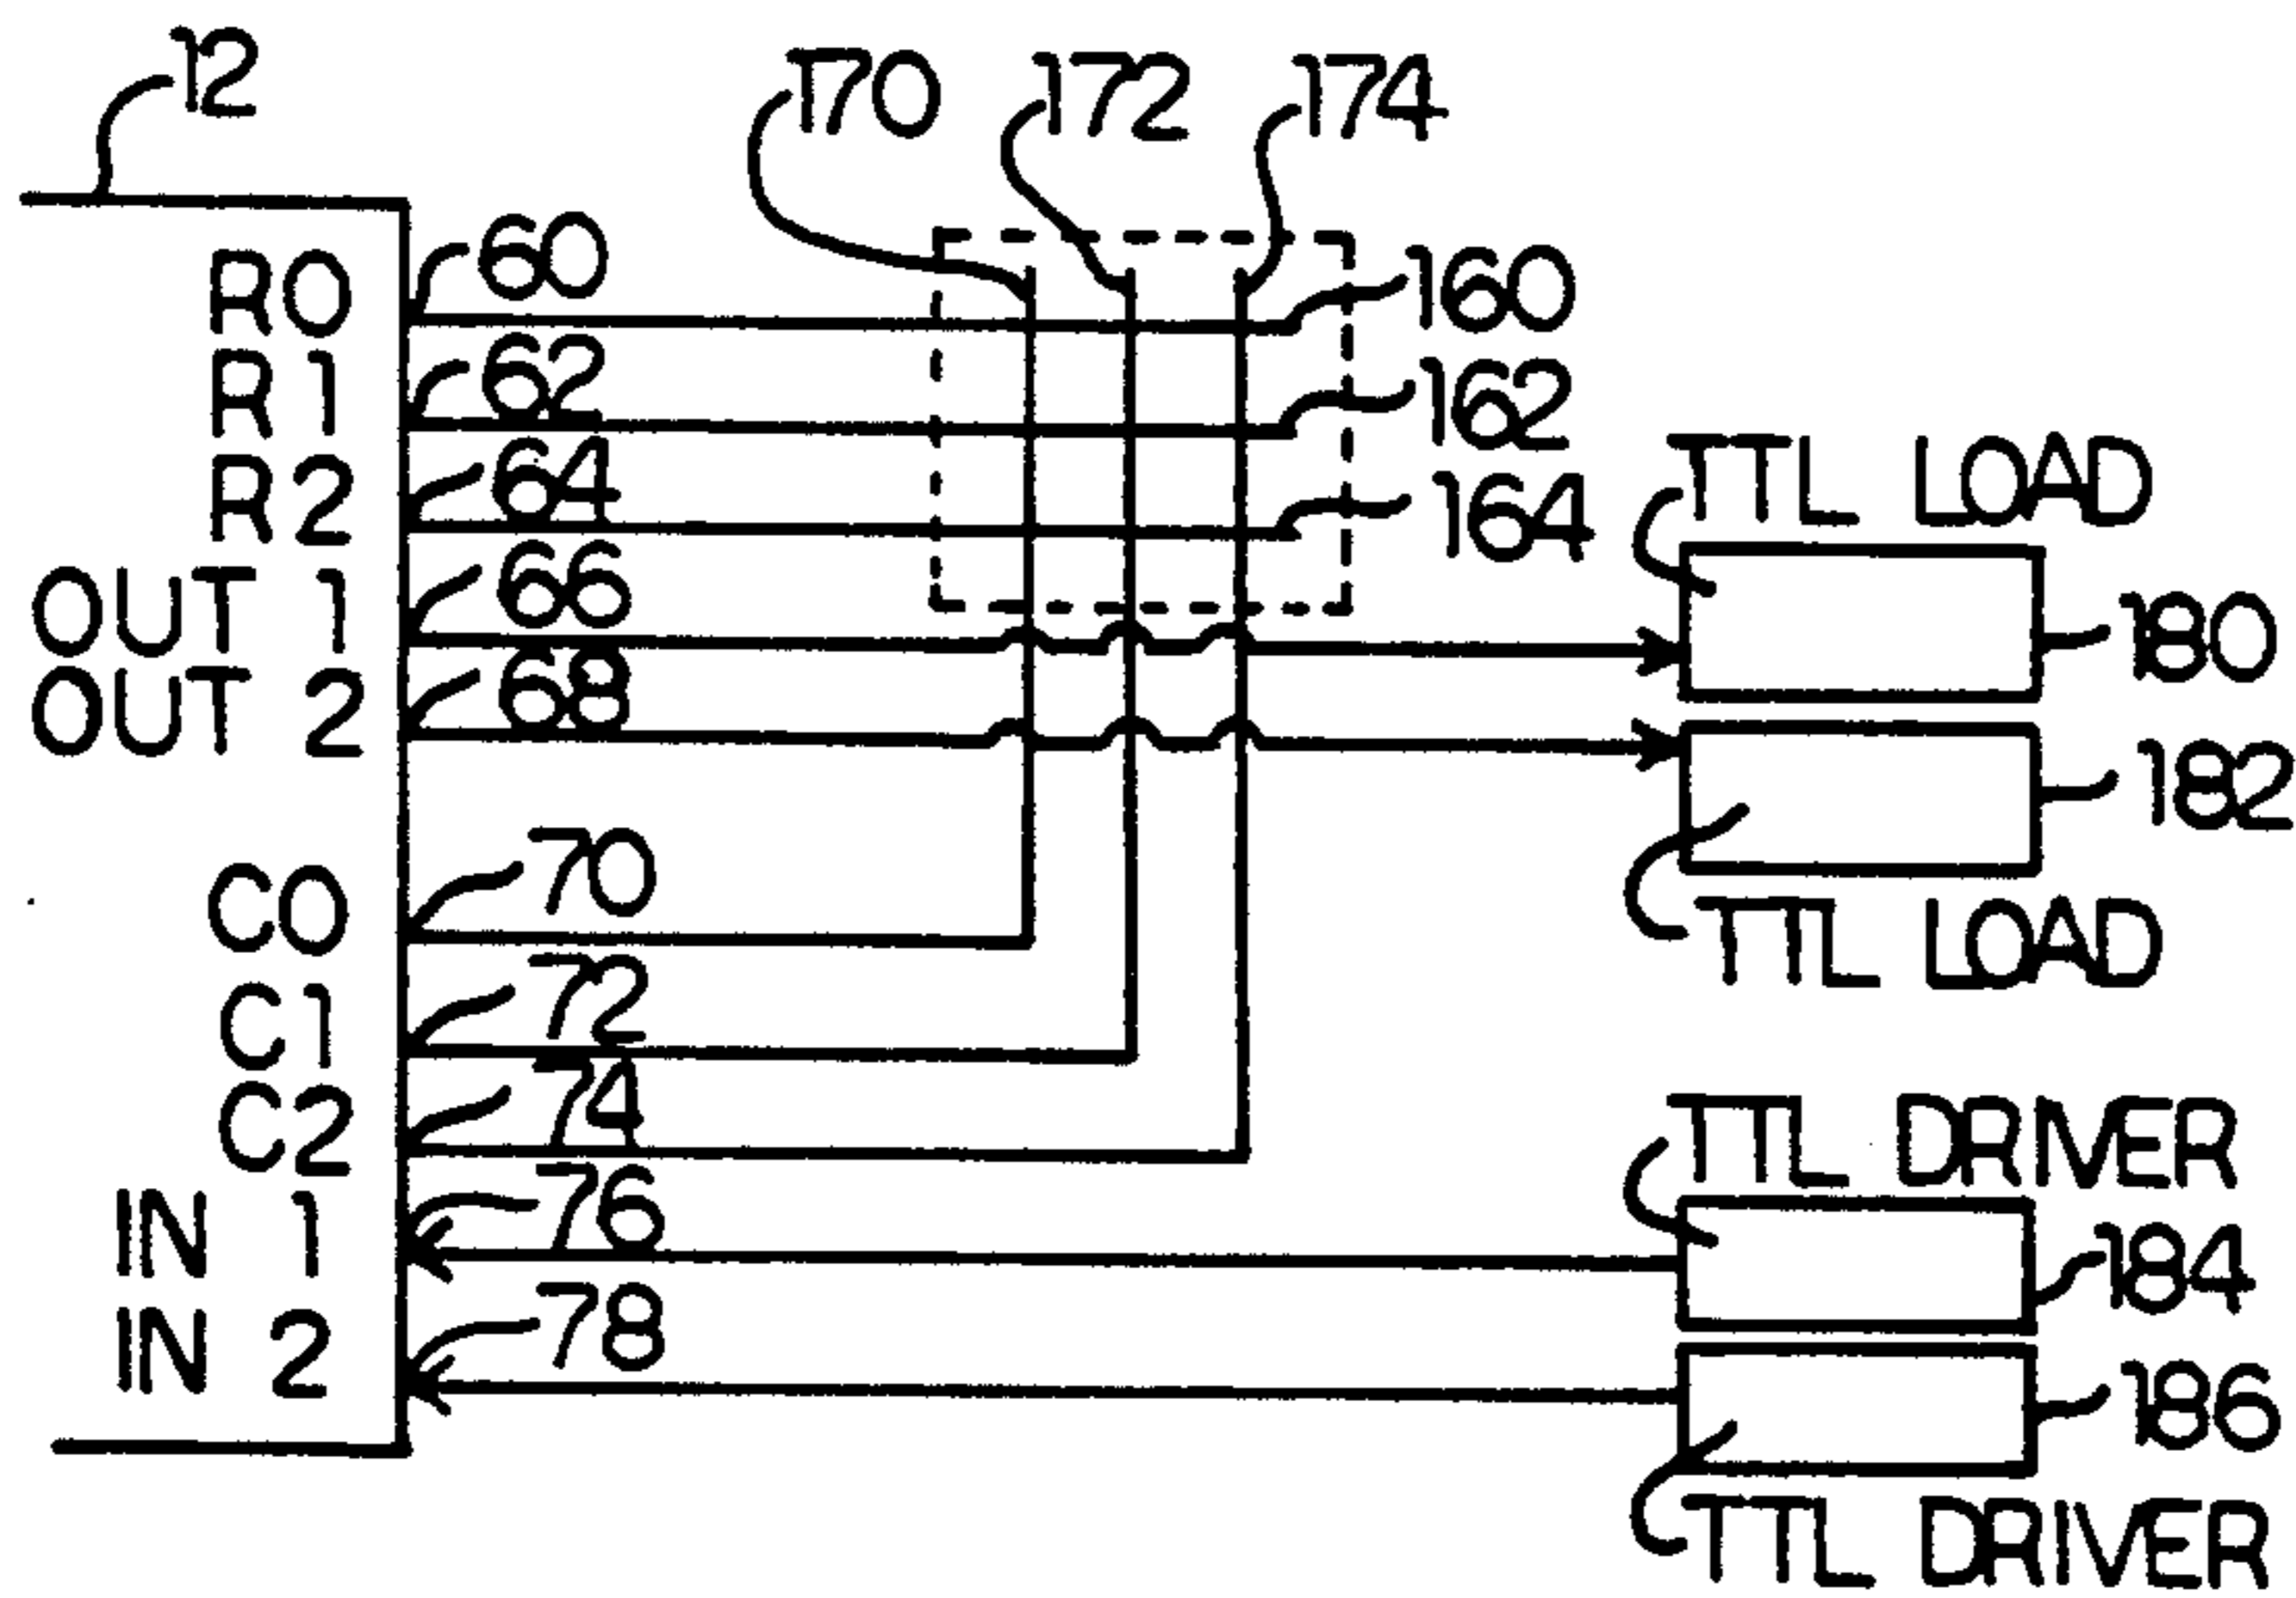 12
170 172 174
R0 60 160
R1 62 162
R2 64 164
TTL LOAD
OUT 1 66 180
OUT 2 68 182
C0 70
TTL LOAD
C1 72
C2 74
TTL DRIVER
IN 1 76 184
IN 2 78 186
TTL DRIVER